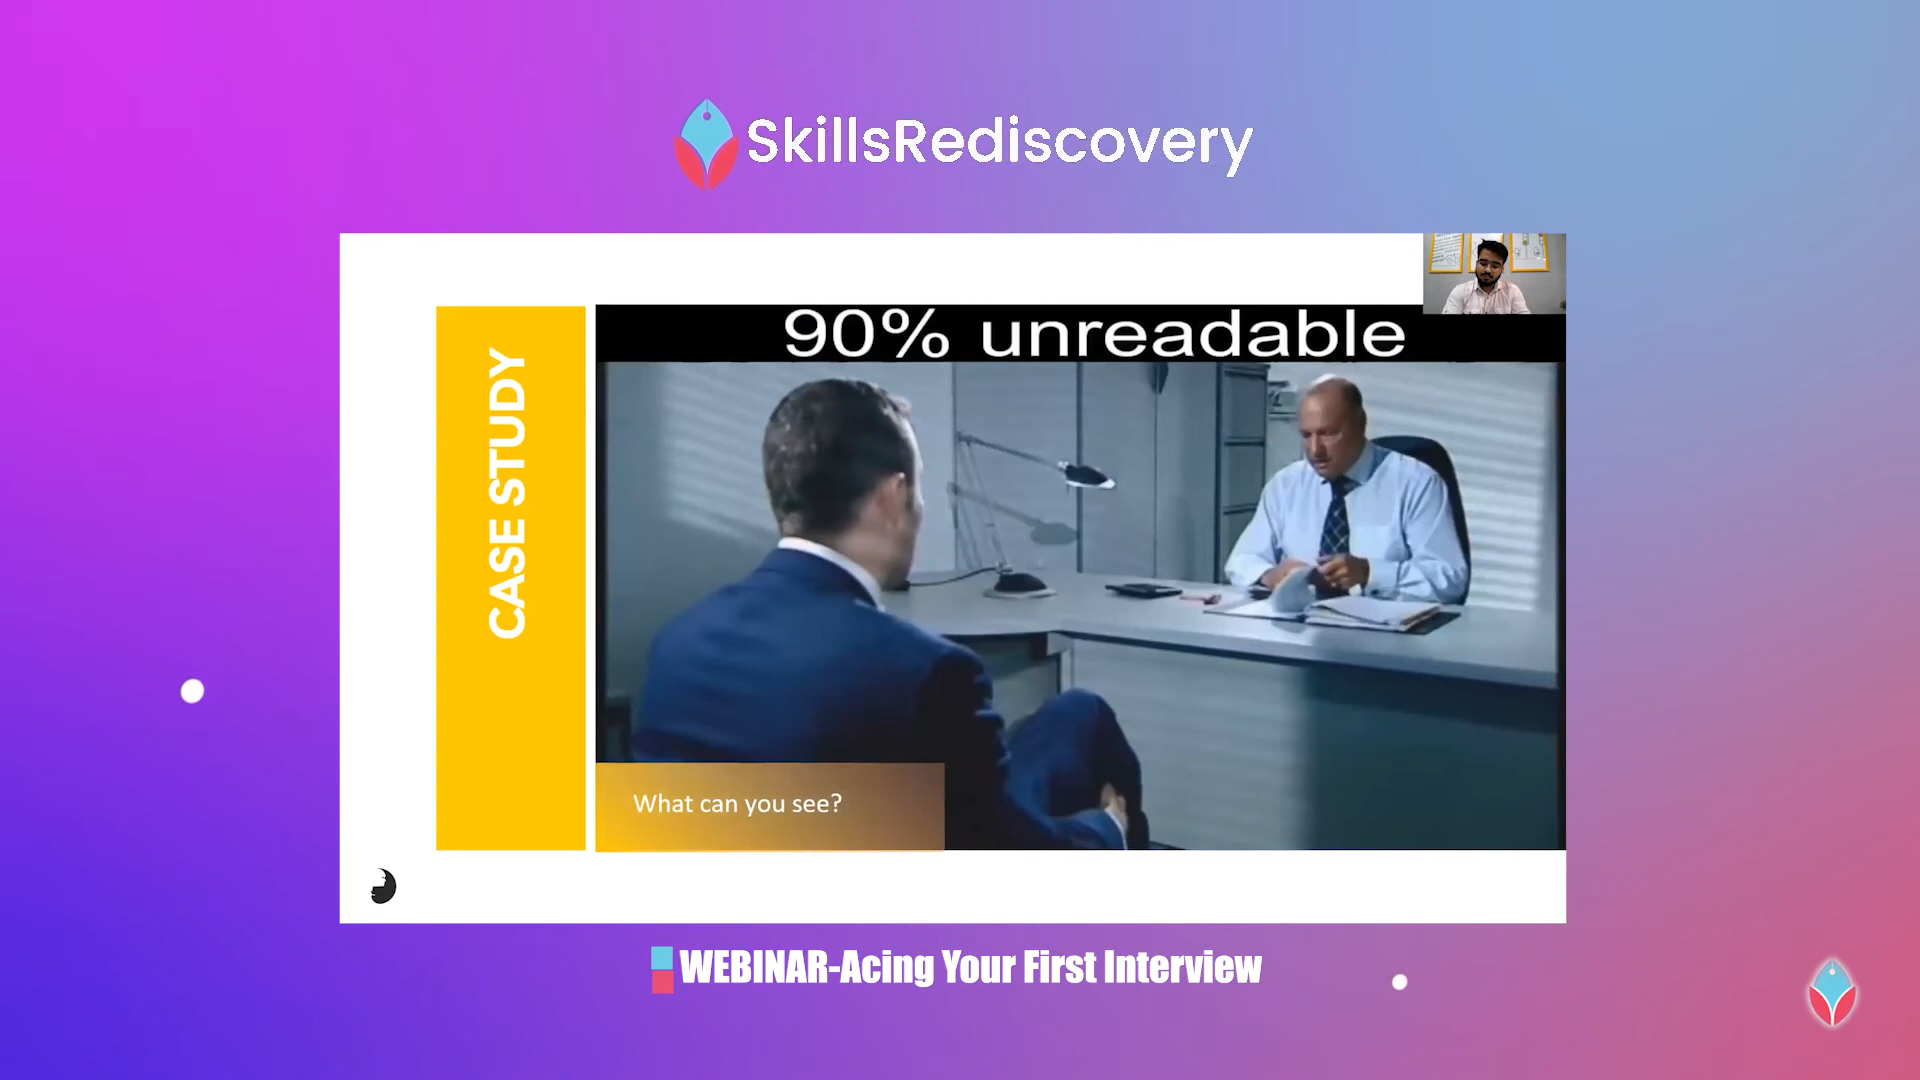 SkillsRediscovery
90% unreadable
CASE STUDY
What can you see?
WEBINAR-Acing Your First Interview